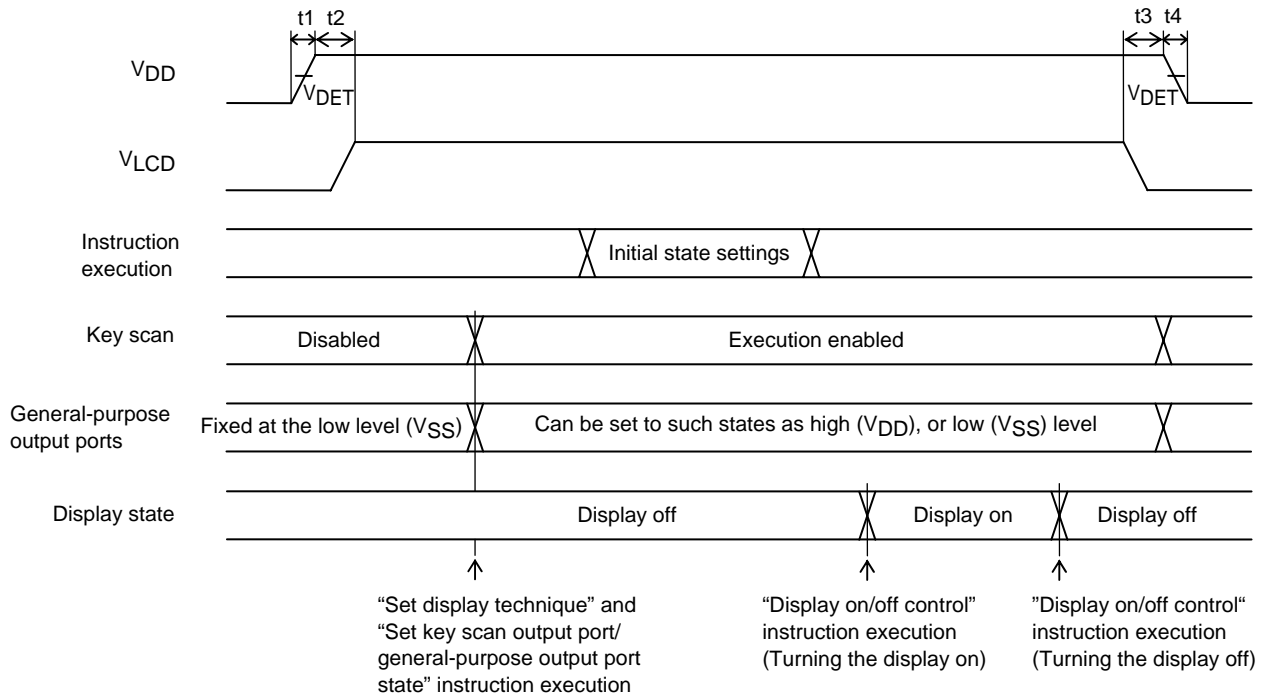 t1 t2 t3 t4
VDD
VDET VDET
VLCD
Instruction
execution
Initial state settings
Key scan
Disabled Execution enabled
General-purpose
output ports
Fixed at the low level (VSS) Can be set to such states as high (VDD), or low (VSS) level
Display state
Display off Display on Display off
“Set display technique” and
“Set key scan output port/
general-purpose output port
state” instruction execution
“Display on/off control”
instruction execution
(Turning the display on)
”Display on/off control“
instruction execution
(Turning the display off)